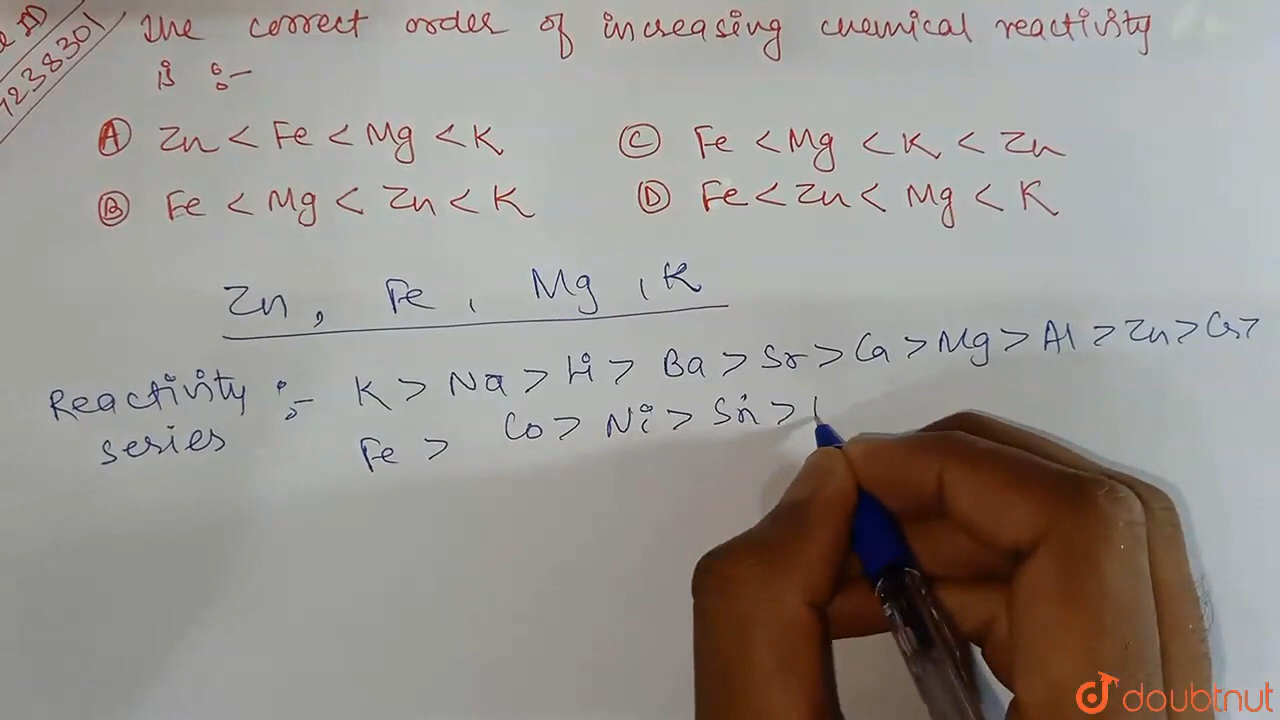 238301
The correct order of increasing chemical reactivity
is :-
(A) Zn < Fe < Mg < K
(C) Fe < Mg < K < Zn
(B) Fe < Mg < Zn < K
(D) Fe < Zn < Mg < K
Zn, Fe, Mg, K
Reactivity series :- K > Na > Li > Ba > Sr > Ca > Mg > Al > Zn > Cr >
Fe > Co > Ni > Sn >
doubtnut